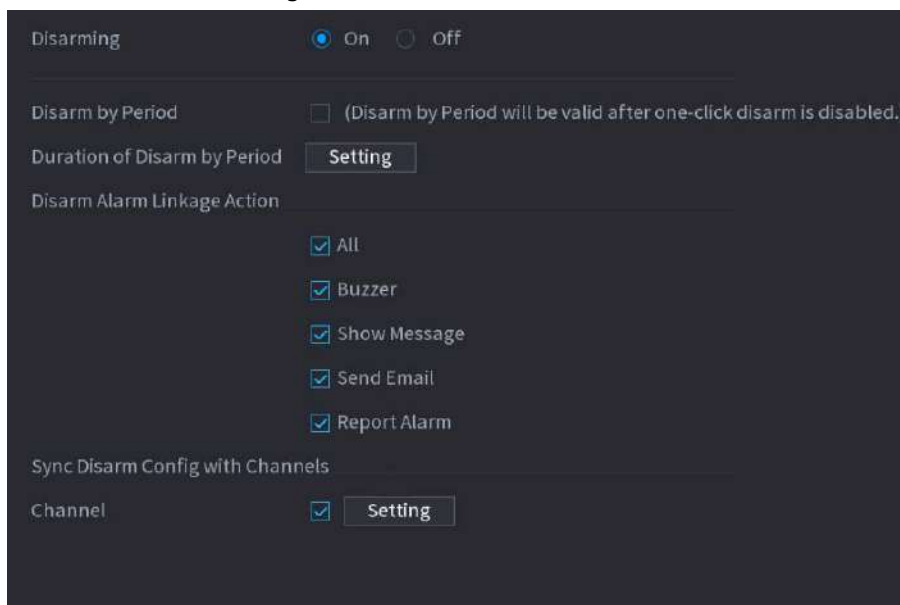 Disarming On Off
Disarm by Period (Disarm by Period will be valid after one-click disarm is disabled.
Duration of Disarm by Period Setting
Disarm Alarm Linkage Action
All
Buzzer
Show Message
Send Email
Report Alarm
Sync Disarm Config with Channels
Channel Setting